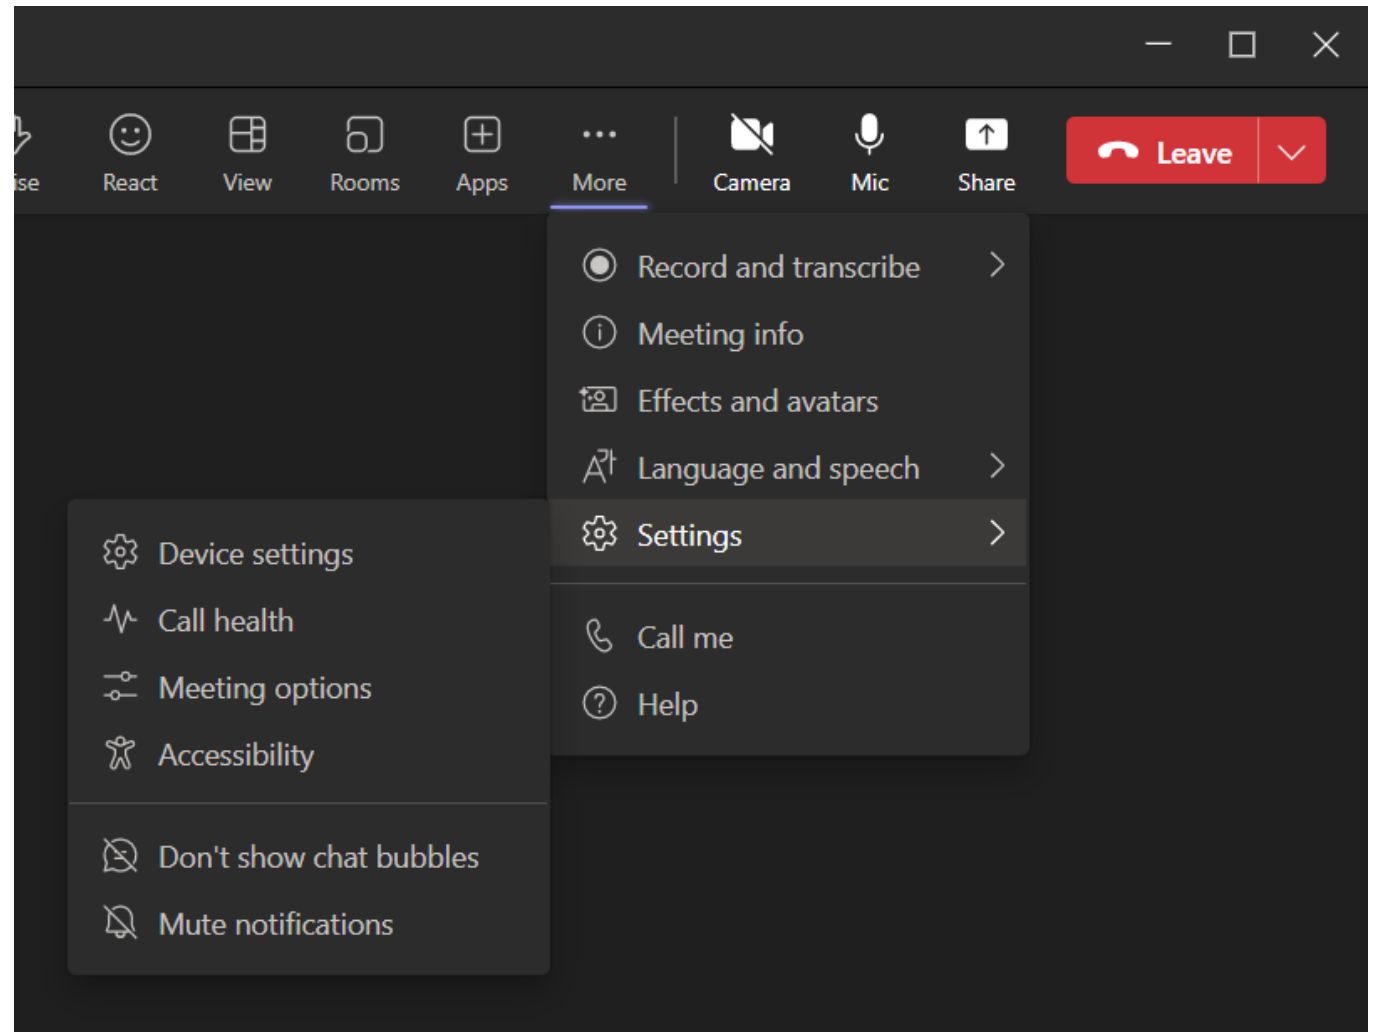 ise React View Rooms Apps More Camera Mic Share Leave
Record and transcribe
Meeting info
Effects and avatars
Language and speech
Settings
Call me
Help
Device settings
Call health
Meeting options
Accessibility
Don't show chat bubbles
Mute notifications